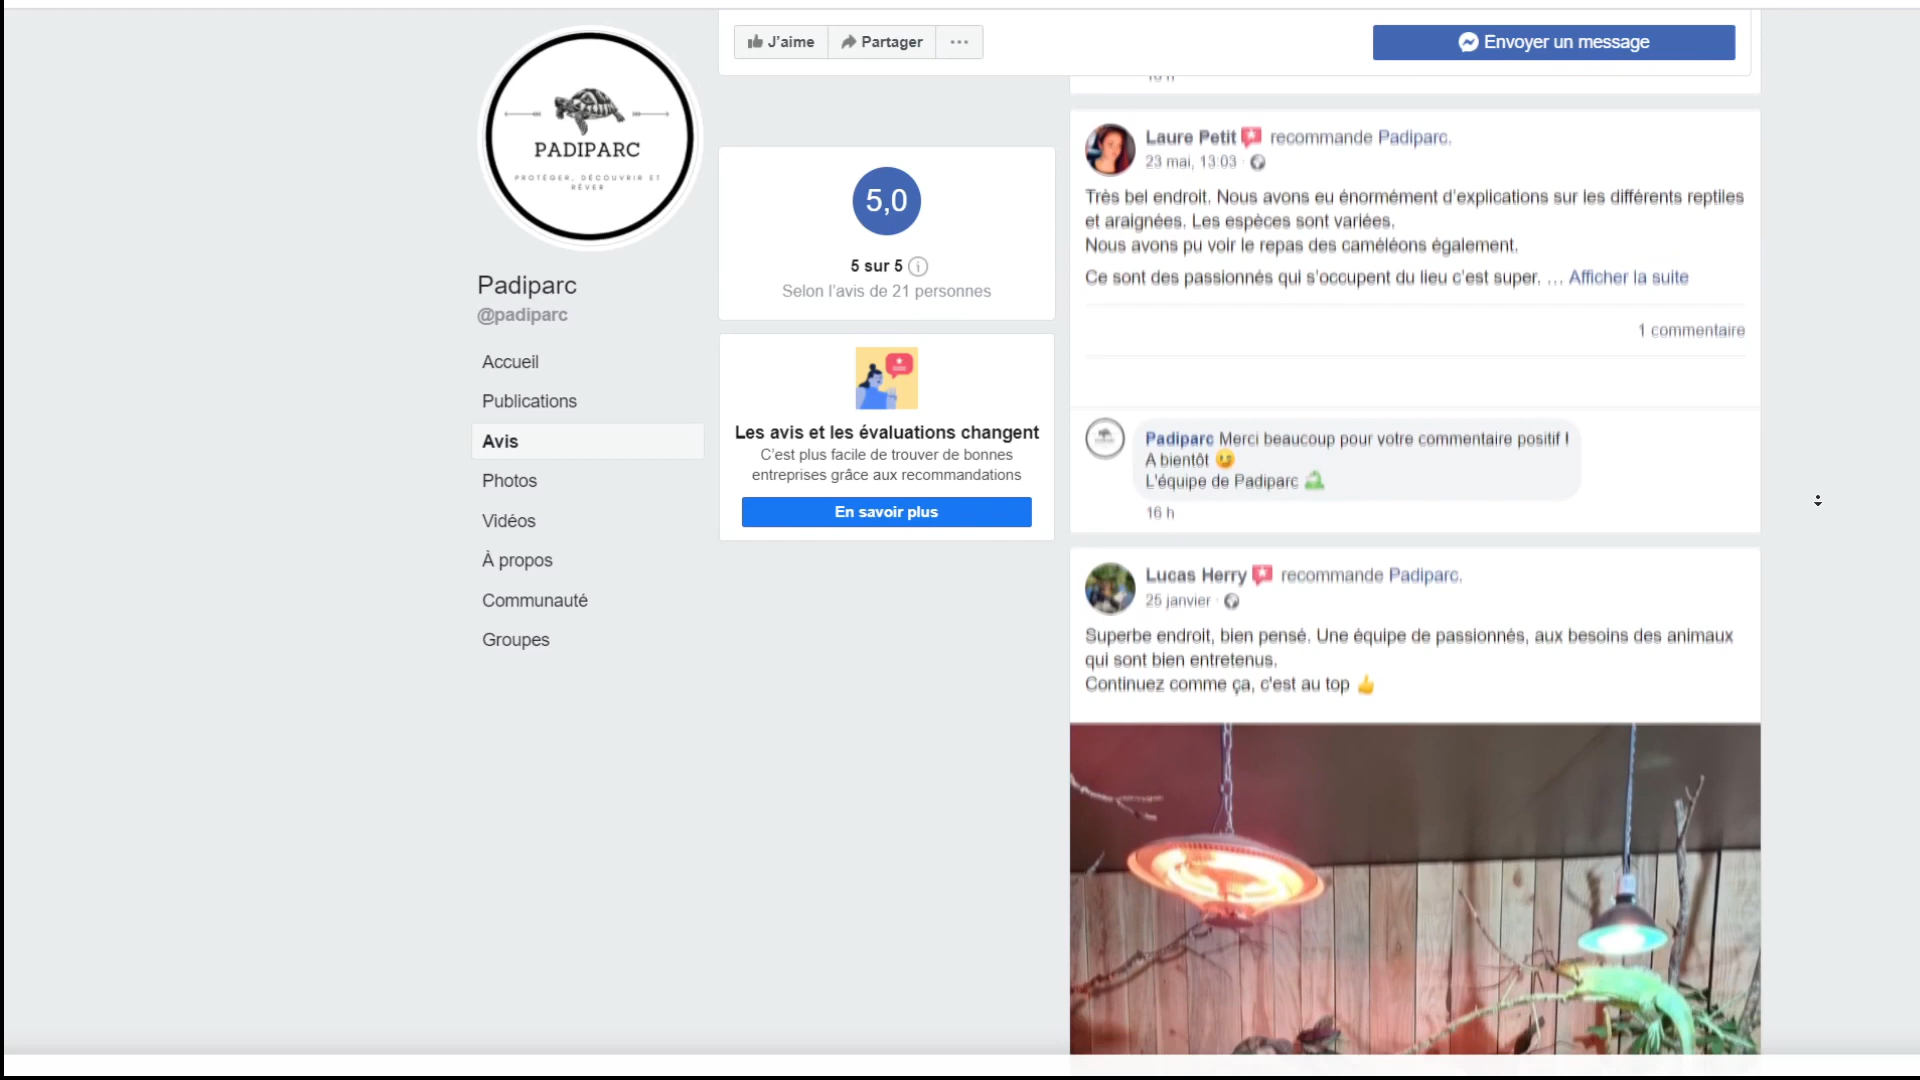 J'aime
Partager
Envoyer un message
PADIPARC
PROTÉGER, DÉCOUVRIR ET
RÊVER
Padiparc
@padiparc
Accueil
Publications
Avis
Photos
Vidéos
À propos
Communauté
Groupes
5,0
5 sur 5
Selon l'avis de 21 personnes
Les avis et les évaluations changent
C'est plus facile de trouver de bonnes
entreprises grâce aux recommandations
En savoir plus
Laure Petit recommande Padiparc.
23 mai, 13:03 ·
Très bel endroit. Nous avons eu énormément d'explications sur les différents reptiles
et araignées. Les espèces sont variées.
Nous avons pu voir le repas des caméléons également.
Ce sont des passionnés qui s'occupent du lieu c'est super. … Afficher la suite
1 commentaire
Padiparc Merci beaucoup pour votre commentaire positif !
A bientôt 😉
L'équipe de Padiparc
16 h
Lucas Herry recommande Padiparc.
25 janvier ·
Superbe endroit, bien pensé. Une équipe de passionnés, aux besoins des animaux
qui sont bien entretenus.
Continuez comme ça, c'est au top 👍